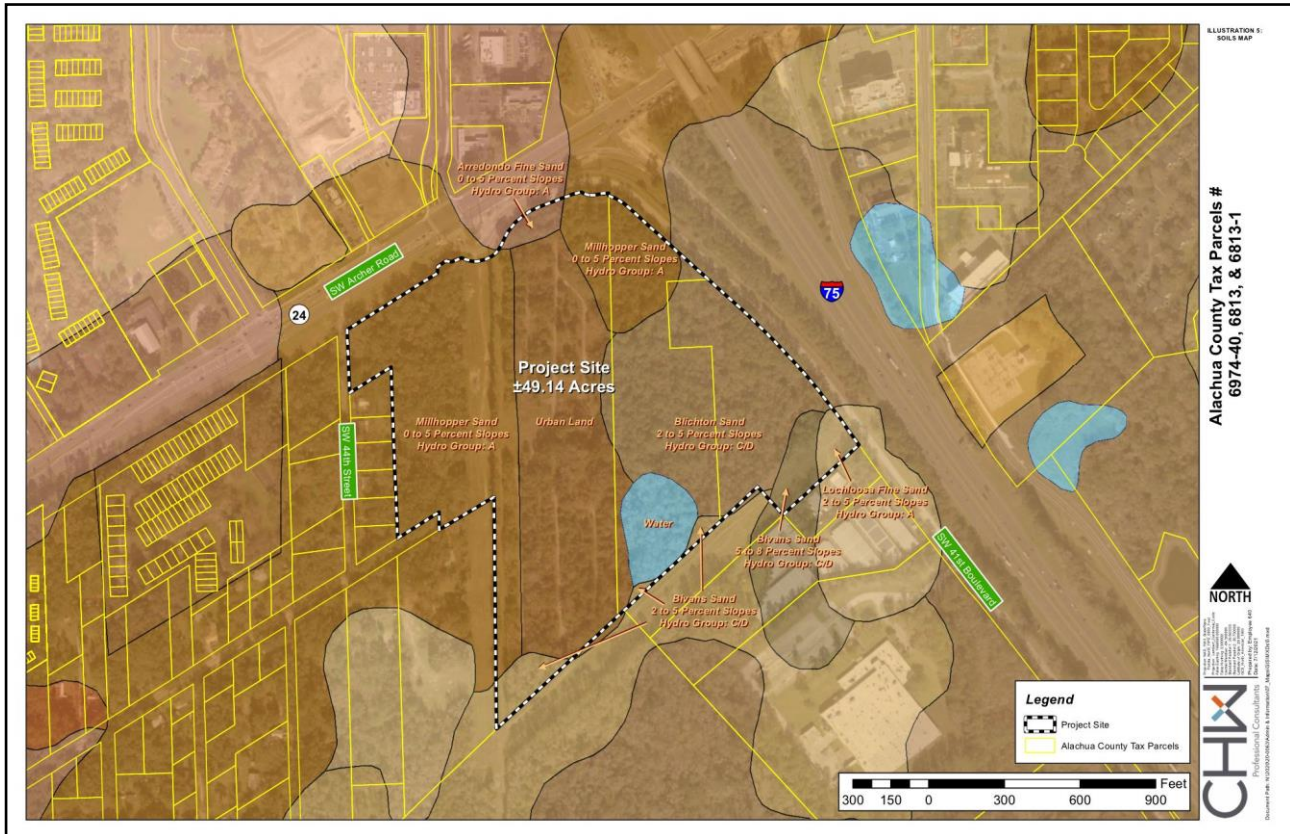 ILLUSTRATION 5:
SOILS MAP
Alachua County Tax Parcels #
6974-40, 6813, & 6813-1
Arredondo Fine Sand
0 to 5 Percent Slopes
Hydro Group: A
Millhopper Sand
0 to 5 Percent Slopes
Hydro Group: A
SW Archer Road
24
75
Project Site
±49.14 Acres
Millhopper Sand
0 to 5 Percent Slopes
Hydro Group: A
Urban Land
Blichton Sand
2 to 5 Percent Slopes
Hydro Group: C/D
SW 44th Street
Lochloosa Fine Sand
2 to 5 Percent Slopes
Hydro Group: A
Water
Bivans Sand
5 to 8 Percent Slopes
Hydro Group: C/D
SW 41st Boulevard
Bivans Sand
2 to 5 Percent Slopes
Hydro Group: C/D
NORTH
Legend
Project Site
Alachua County Tax Parcels
Feet
300 150 0 300 600 900
CHW
Professional Consultants